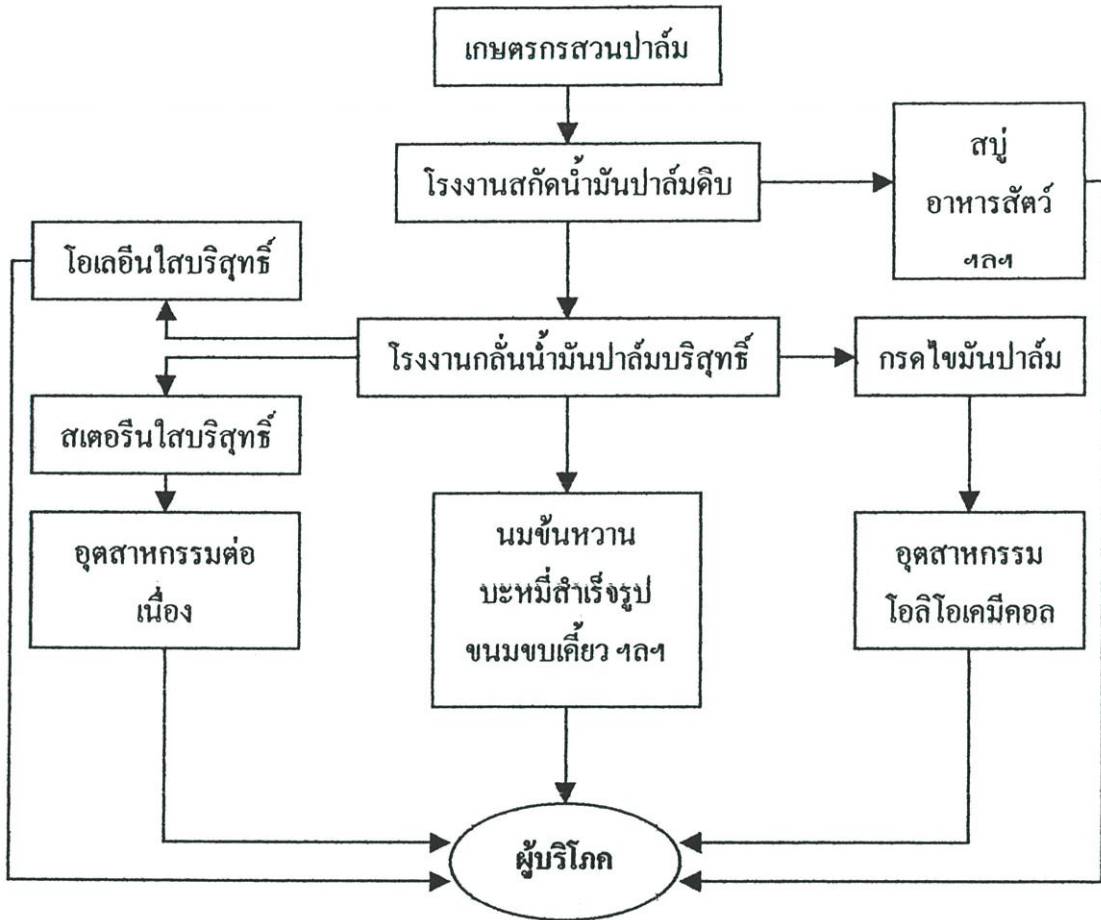 เกษตรกรสวนปาล์ม
โรงงานสกัดน้ำมันปาล์มดิบ
สบู่
อาหารสัตว์
ฯลฯ
โอเลอีนใสบริสุทธิ์
โรงงานกลั่นน้ำมันปาล์มบริสุทธิ์
กรดไขมันปาล์ม
สเตอรีนใสบริสุทธิ์
อุตสาหกรรมต่อ
เนื่อง
นมข้นหวาน
บะหมี่สำเร็จรูป
ขนมขบเคี้ยว ฯลฯ
อุตสาหกรรม
โอลิโอเคมีคอล
ผู้บริโภค